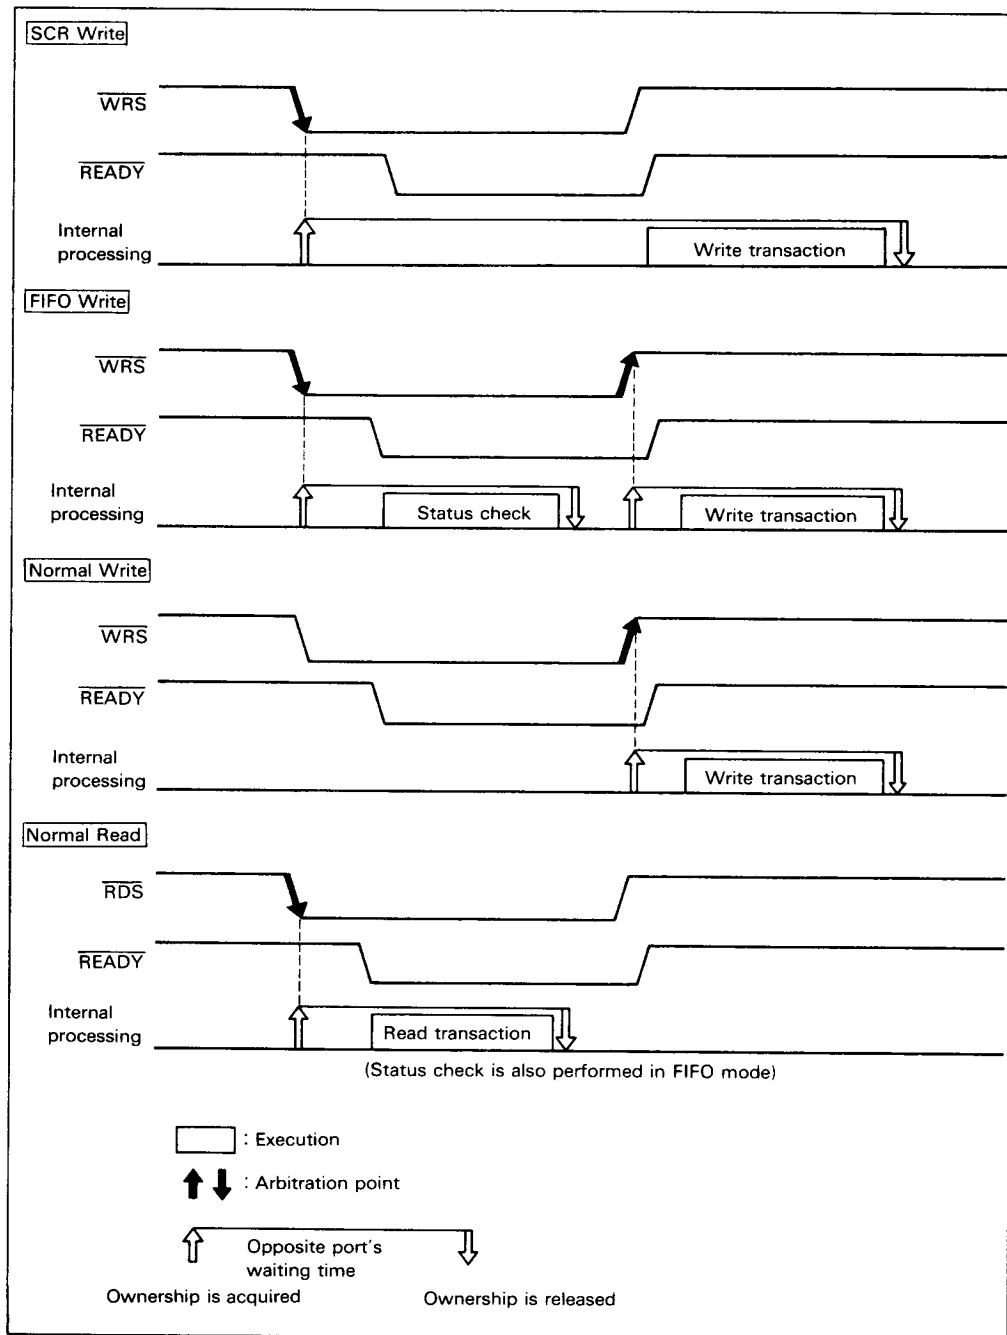 SCR Write
WRS
READY
Internal
processing
Write transaction
FIFO Write
WRS
READY
Internal
processing
Status check
Write transaction
Normal Write
WRS
READY
Internal
processing
Write transaction
Normal Read
RDS
READY
Internal
processing
Read transaction
(Status check is also performed in FIFO mode)
: Execution
: Arbitration point
Opposite port's
waiting time
Ownership is acquired
Ownership is released